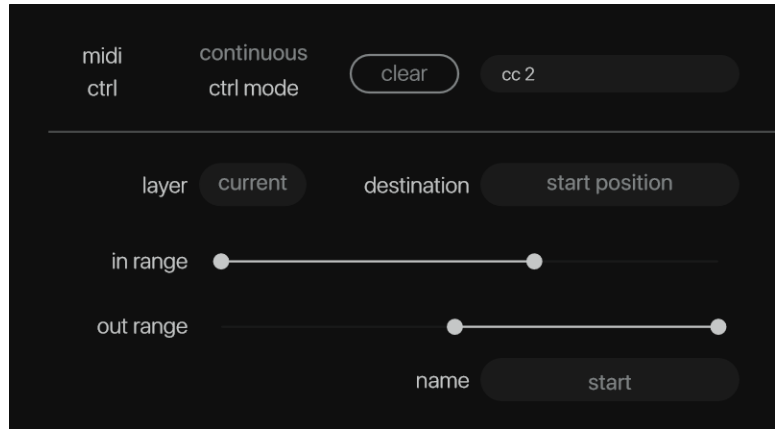 midi continuous clear cc 2
ctrl ctrl mode
layer current destination start position
in range
out range
name start